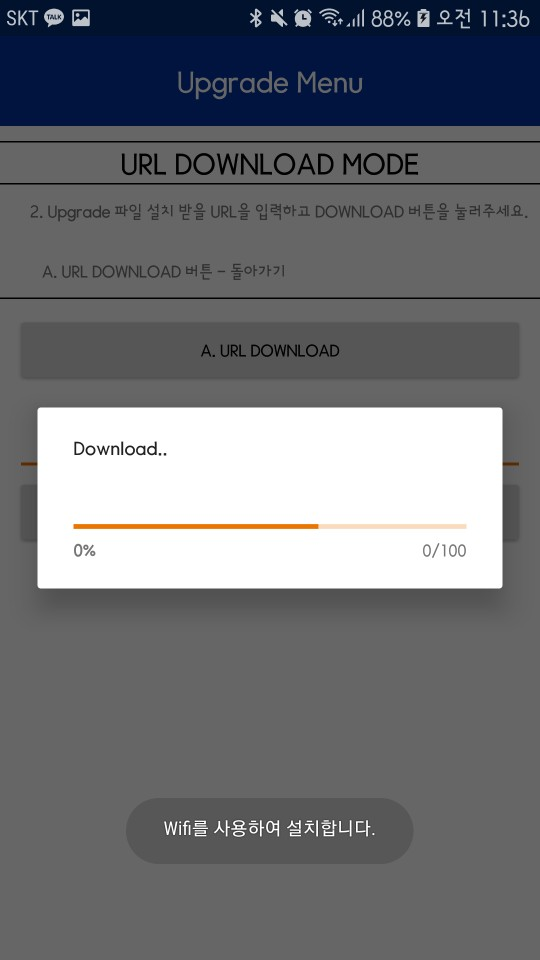 SKT TALK 88% 오전 11:36
Upgrade Menu
URL DOWNLOAD MODE
2. Upgrade 파일 설치 받을 URL을 입력하고 DOWNLOAD 버튼을 눌러주세요.
A. URL DOWNLOAD 버튼 - 돌아가기
A. URL DOWNLOAD
Download..
0% 0/100
Wifi를 사용하여 설치합니다.